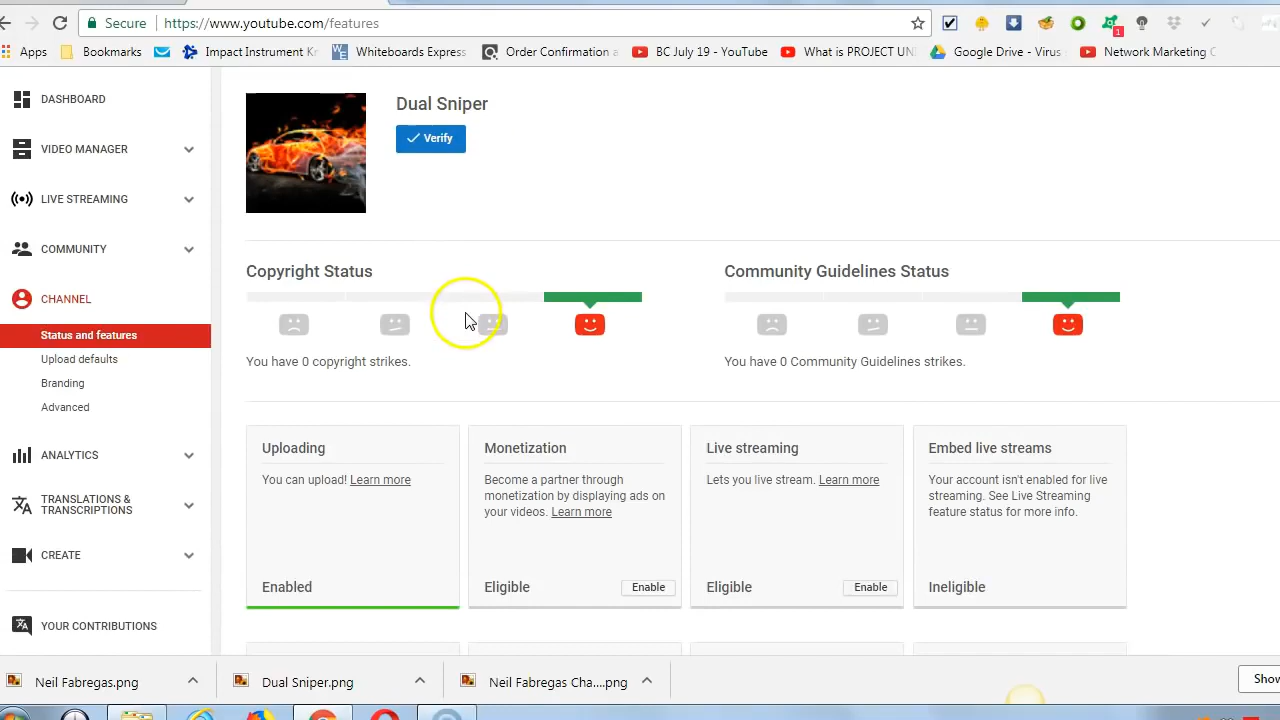 Secure https://www.youtube.com/features
1
Apps Bookmarks Impact Instrument Kr Whiteboards Express Order Confirmation a BC July 19 - YouTube What is PROJECT UNI Google Drive - Virus Network Marketing C
DASHBOARD
VIDEO MANAGER
LIVE STREAMING
COMMUNITY
CHANNEL
Status and features
Upload defaults
Branding
Advanced
ANALYTICS
TRANSLATIONS &
TRANSCRIPTIONS
CREATE
YOUR CONTRIBUTIONS
Dual Sniper
Verify
Copyright Status
You have 0 copyright strikes.
Community Guidelines Status
You have 0 Community Guidelines strikes.
Uploading
You can upload! Learn more
Enabled
Monetization
Become a partner through
monetization by displaying ads on
your videos. Learn more
Eligible Enable
Live streaming
Lets you live stream. Learn more
Eligible Enable
Embed live streams
Your account isn't enabled for live
streaming. See Live Streaming
feature status for more info.
Ineligible
Neil Fabregas.png Dual Sniper.png Neil Fabregas Cha....png Show